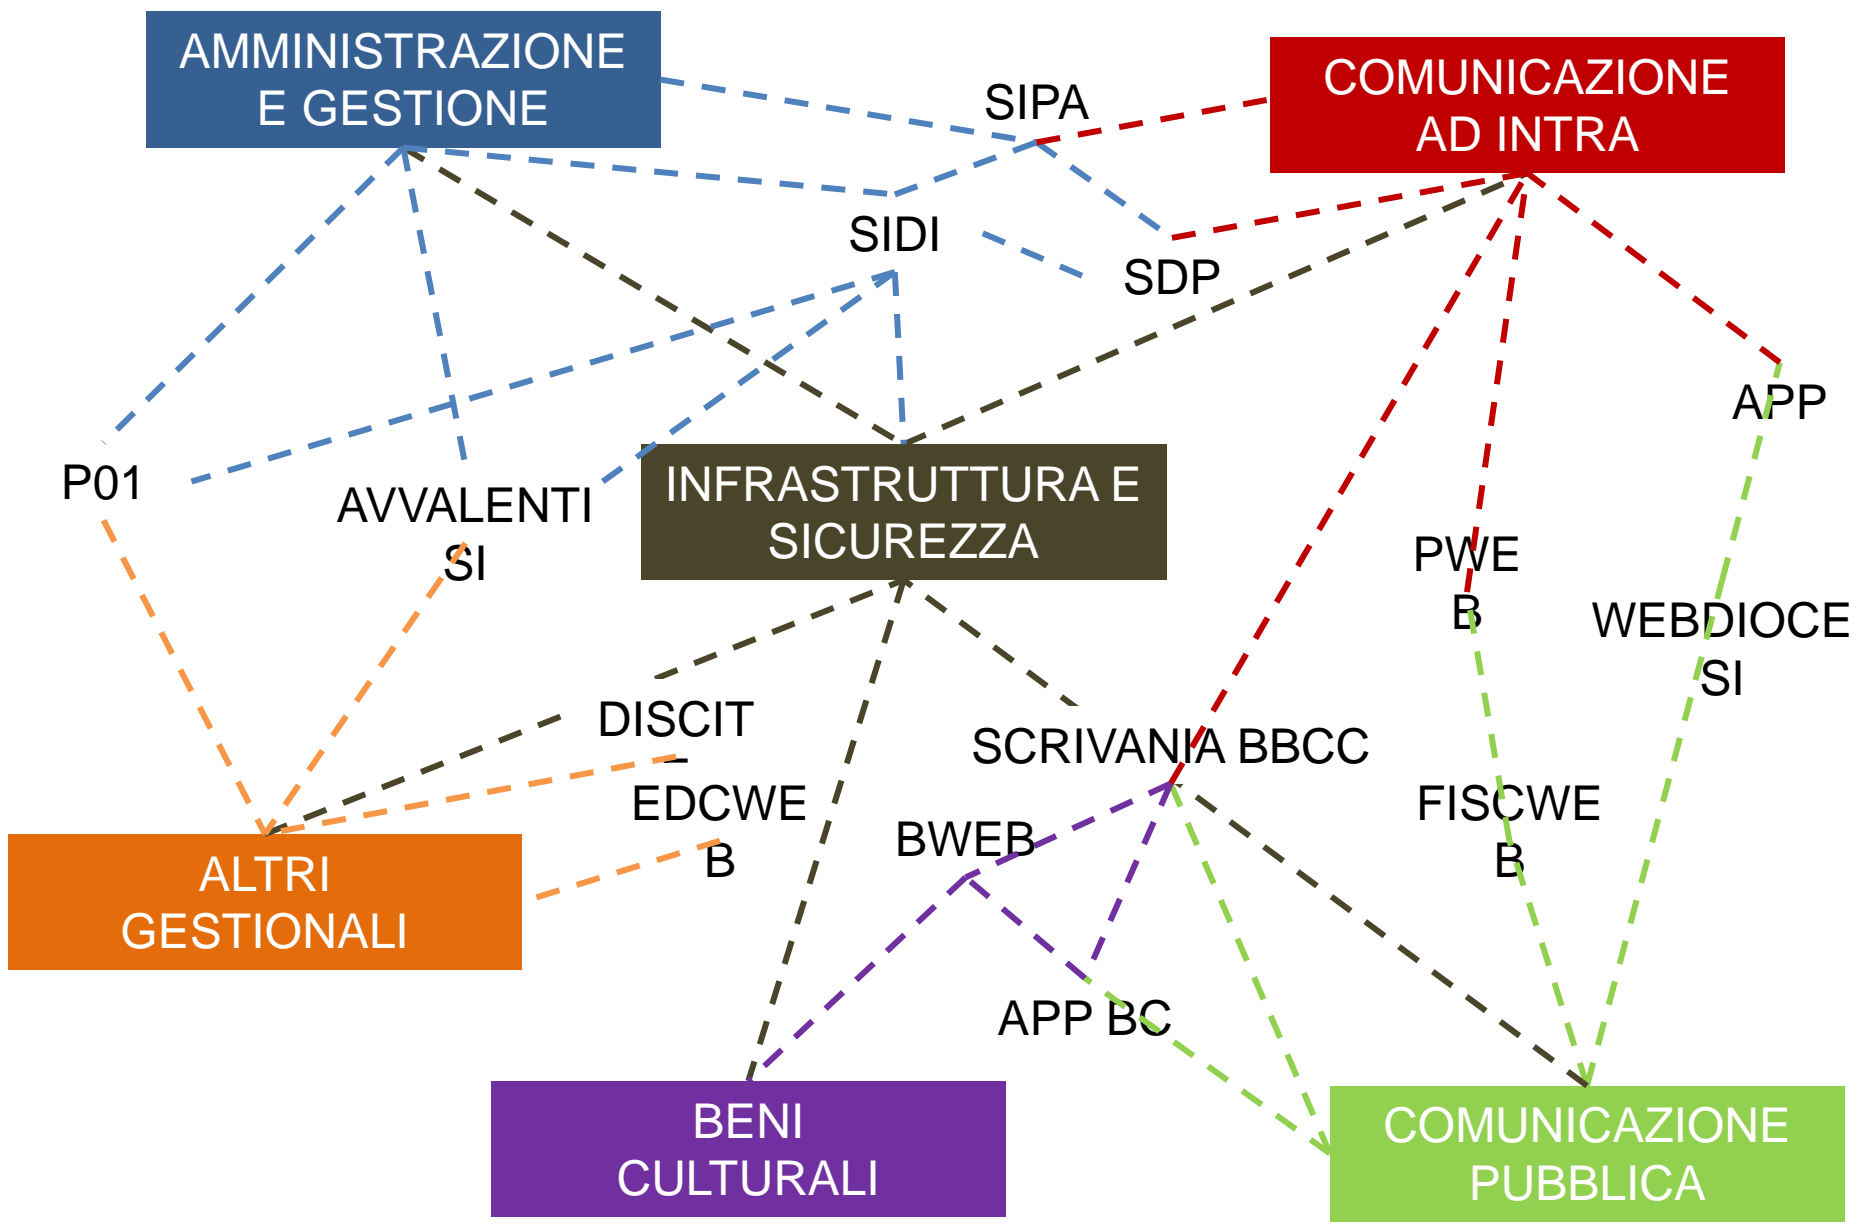 AMMINISTRAZIONE
E GESTIONE
SIPA
COMUNICAZIONE
AD INTRA
SIDI
SDP
APP
P01
AVVALENTI
SI
INFRASTRUTTURA E
SICUREZZA
PWE
B
WEBDIOCE
SI
DISCIT
SCRIVANIA BBCC
EDCWE
B
BWEB
FISCWE
B
ALTRI
GESTIONALI
APP BC
BENI
CULTURALI
COMUNICAZIONE
PUBBLICA